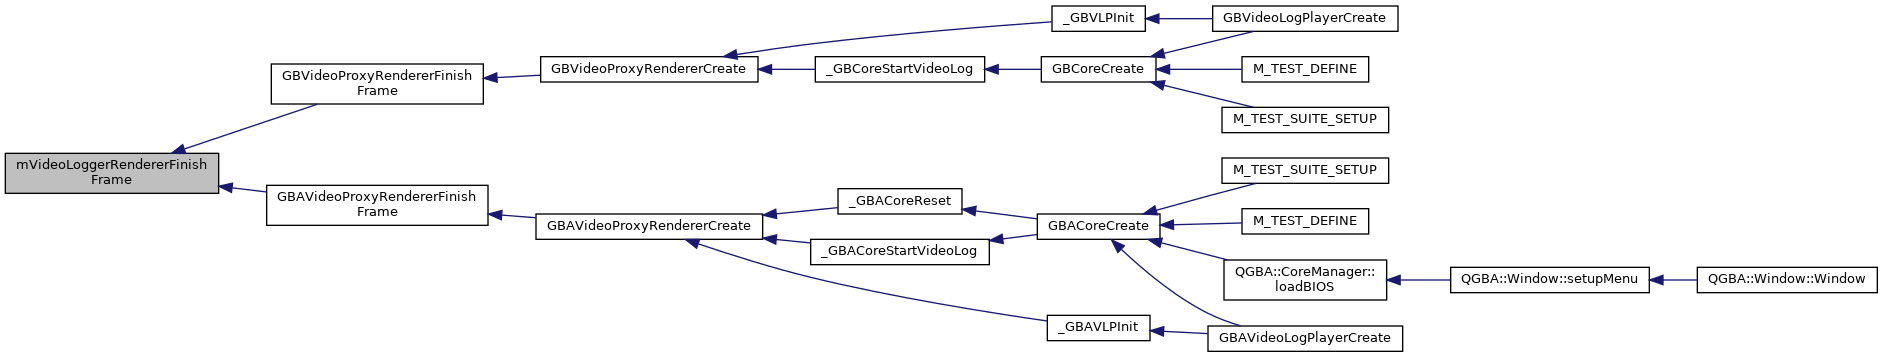 mVideoLoggerRendererFinish
Frame
GBVideoProxyRendererFinish
Frame
GBVideoProxyRendererCreate
_GBVLPInit
GBVideoLogPlayerCreate
_GBCoreStartVideoLog
GBCoreCreate
M_TEST_DEFINE
M_TEST_SUITE_SETUP
GBAVideoProxyRendererFinish
Frame
GBAVideoProxyRendererCreate
_GBACoreReset
_GBACoreStartVideoLog
GBACoreCreate
M_TEST_SUITE_SETUP
M_TEST_DEFINE
QGBA::CoreManager::
loadBIOS
QGBA::Window::setupMenu
QGBA::Window::Window
_GBAVLPInit
GBAVideoLogPlayerCreate